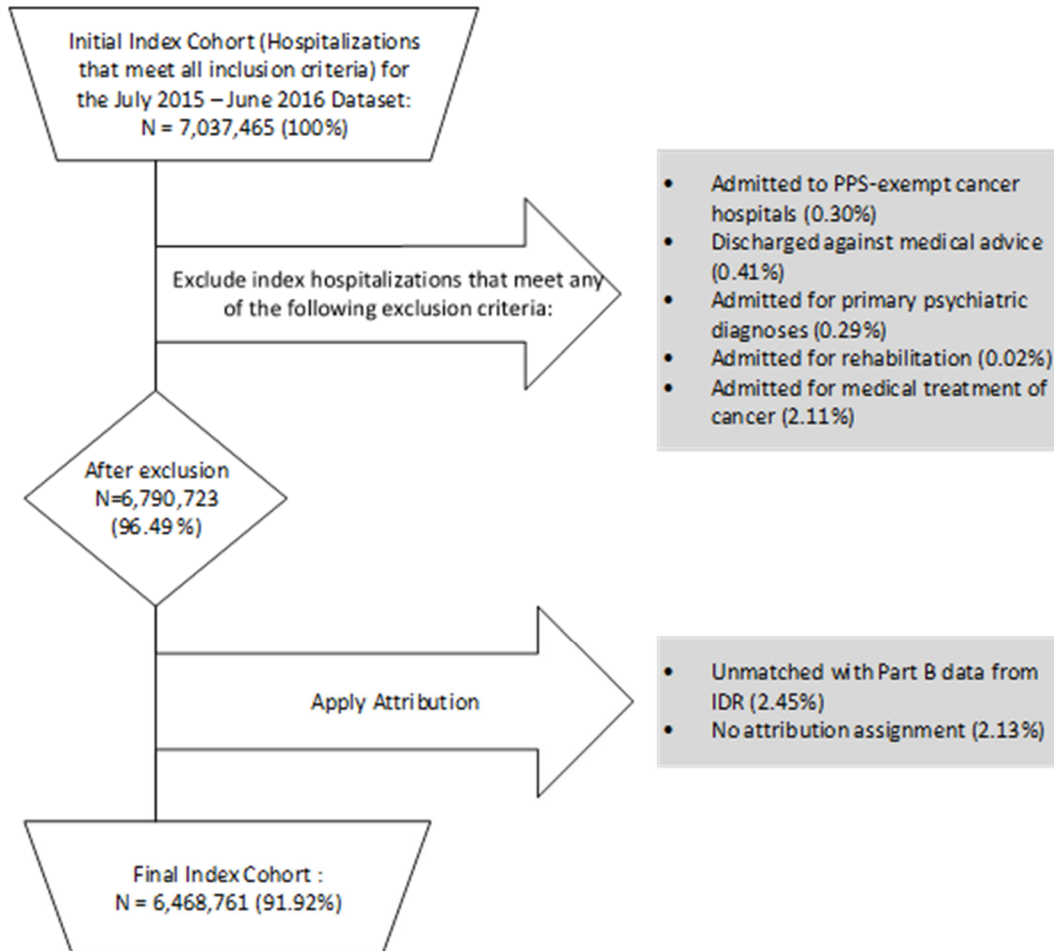 Initial Index Cohort (Hospitalizations
that meet all inclusion criteria) for
the July 2015 – June 2016 Dataset:
N = 7,037,465 (100%)
• Admitted to PPS-exempt cancer
hospitals (0.30%)
• Discharged against medical advice
(0.41%)
• Admitted for primary psychiatric
diagnoses (0.29%)
• Admitted for rehabilitation (0.02%)
• Admitted for medical treatment of
cancer (2.11%)
Exclude index hospitalizations that meet any
of the following exclusion criteria:
After exclusion
N=6,790,723
(96.49%)
Apply Attribution
• Unmatched with Part B data from
IDR (2.45%)
• No attribution assignment (2.13%)
Final Index Cohort :
N = 6,468,761 (91.92%)